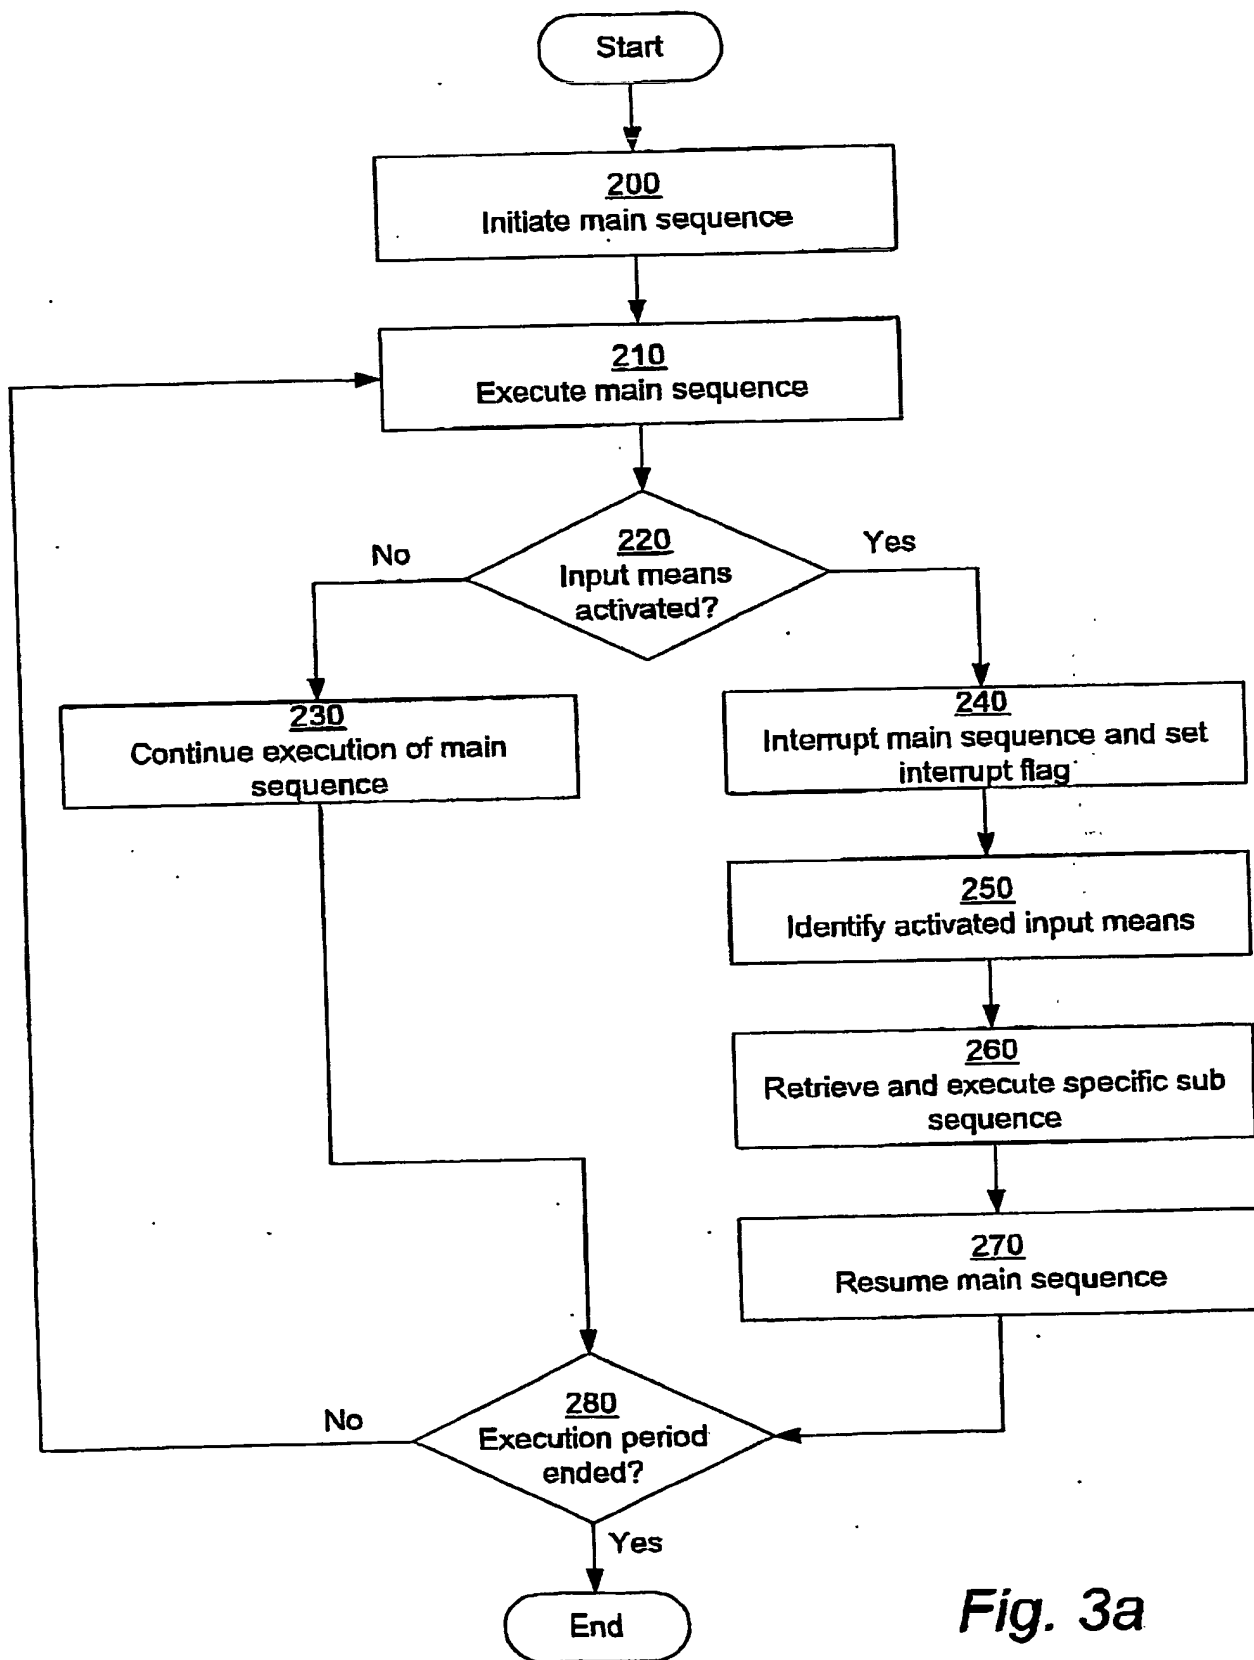 Start
200
Initiate main sequence
210
Execute main sequence
220
Input means
activated?
No
Yes
230
Continue execution of main
sequence
240
Interrupt main sequence and set
interrupt flag
250
Identify activated input means
260
Retrieve and execute specific sub
sequence
270
Resume main sequence
280
Execution period
ended?
No
Yes
End
Fig. 3a